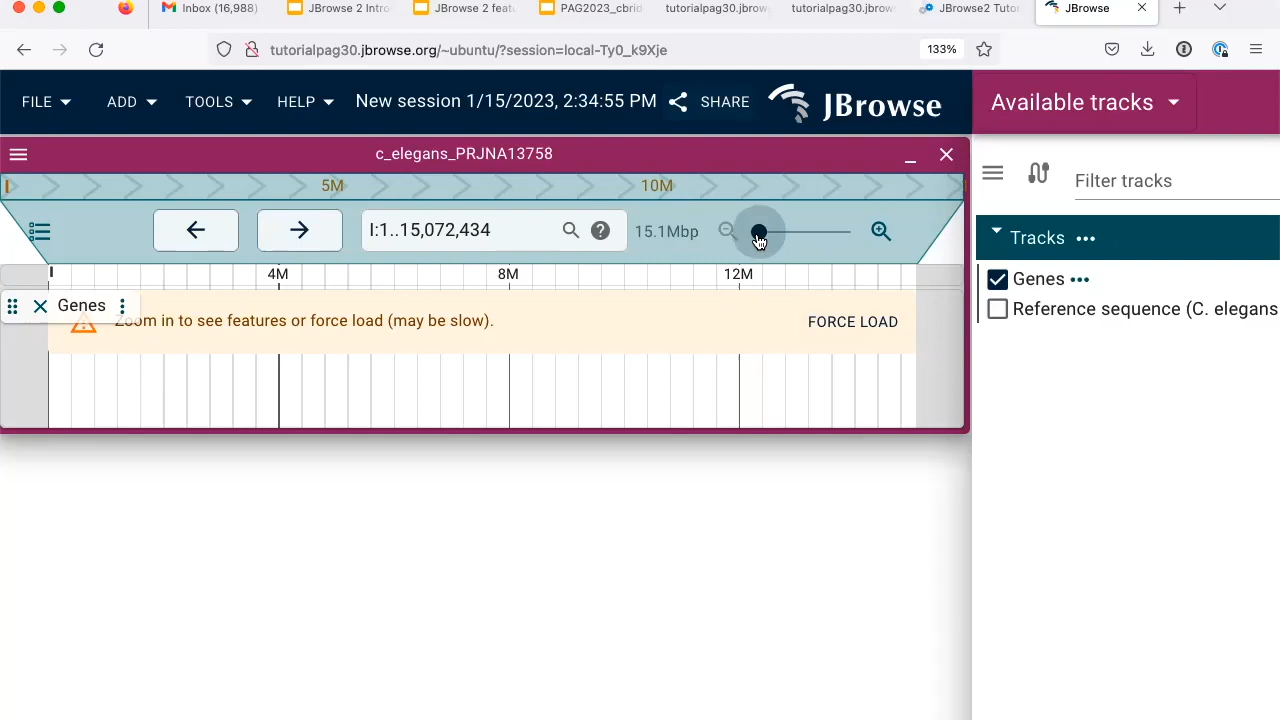 Inbox (16,988)
JBrowse 2 Intro
JBrowse 2 feat
PAG2023_cbrid
tutorialpag30.jbrow
tutorialpag30.jbrows
JBrowse2 Tutor
JBrowse
tutorialpag30.jbrowse.org/~ubuntu/?session=local-Ty0_k9Xje
133%
FILE ADD TOOLS HELP New session 1/15/2023, 2:34:55 PM SHARE JBrowse
Available tracks
c_elegans_PRJNA13758
Filter tracks
5M 10M
I:1..15,072,434 15.1Mbp
Tracks
4M 8M 12M
Genes
Reference sequence (C. elegans
Genes
Zoom in to see features or force load (may be slow).
FORCE LOAD